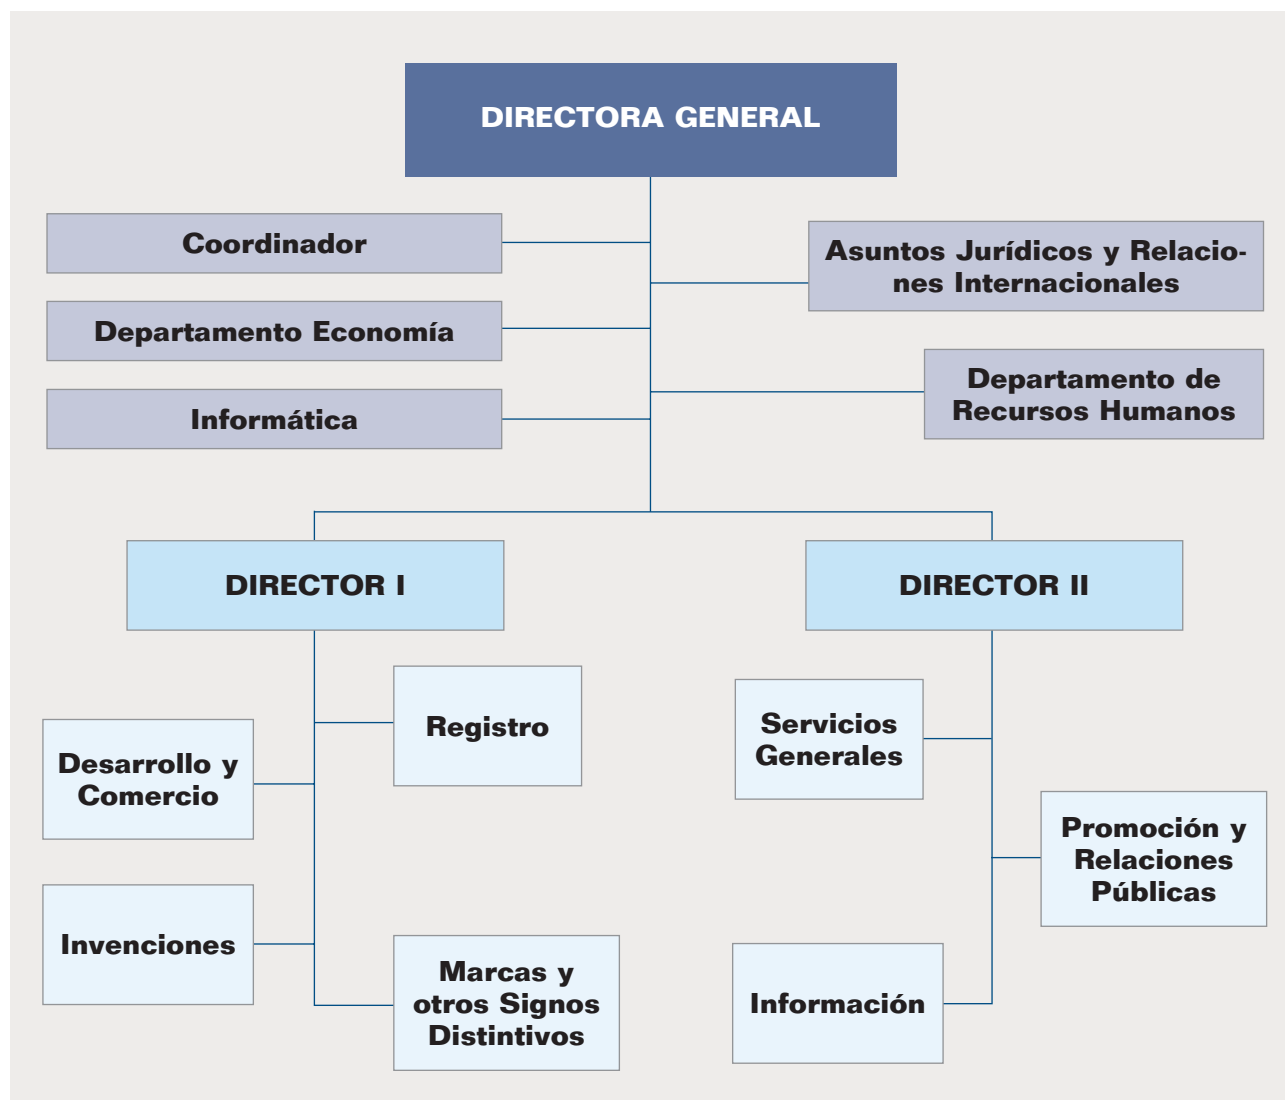 DIRECTORA GENERAL
Coordinador
Asuntos Jurídicos y Relacio-
nes Internacionales
Departamento Economía
Departamento de
Recursos Humanos
Informática
DIRECTOR I
DIRECTOR II
Registro
Desarrollo y
Comercio
Invenciones
Marcas y
otros Signos
Distintivos
Servicios
Generales
Promoción y
Relaciones
Públicas
Información